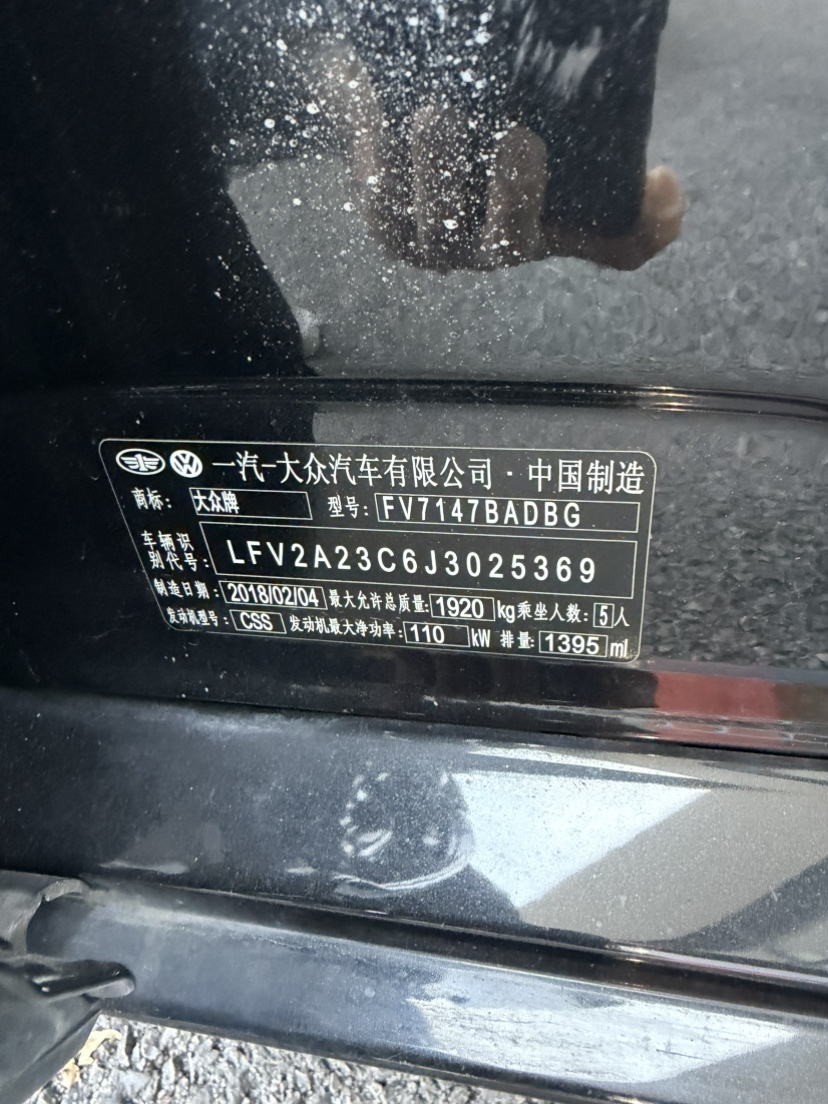 一汽-大众汽车有限公司·中国制造
商标: 大众牌 型号: FV7147BADBG
车辆识别代号: LFV2A23C6J3025369
制造日期: 2018/02/04 最大允许总质量: 1920 kg 乘坐人数: 5 人
发动机型号: CSS 发动机最大净功率: 110 kW 排量: 1395 ml